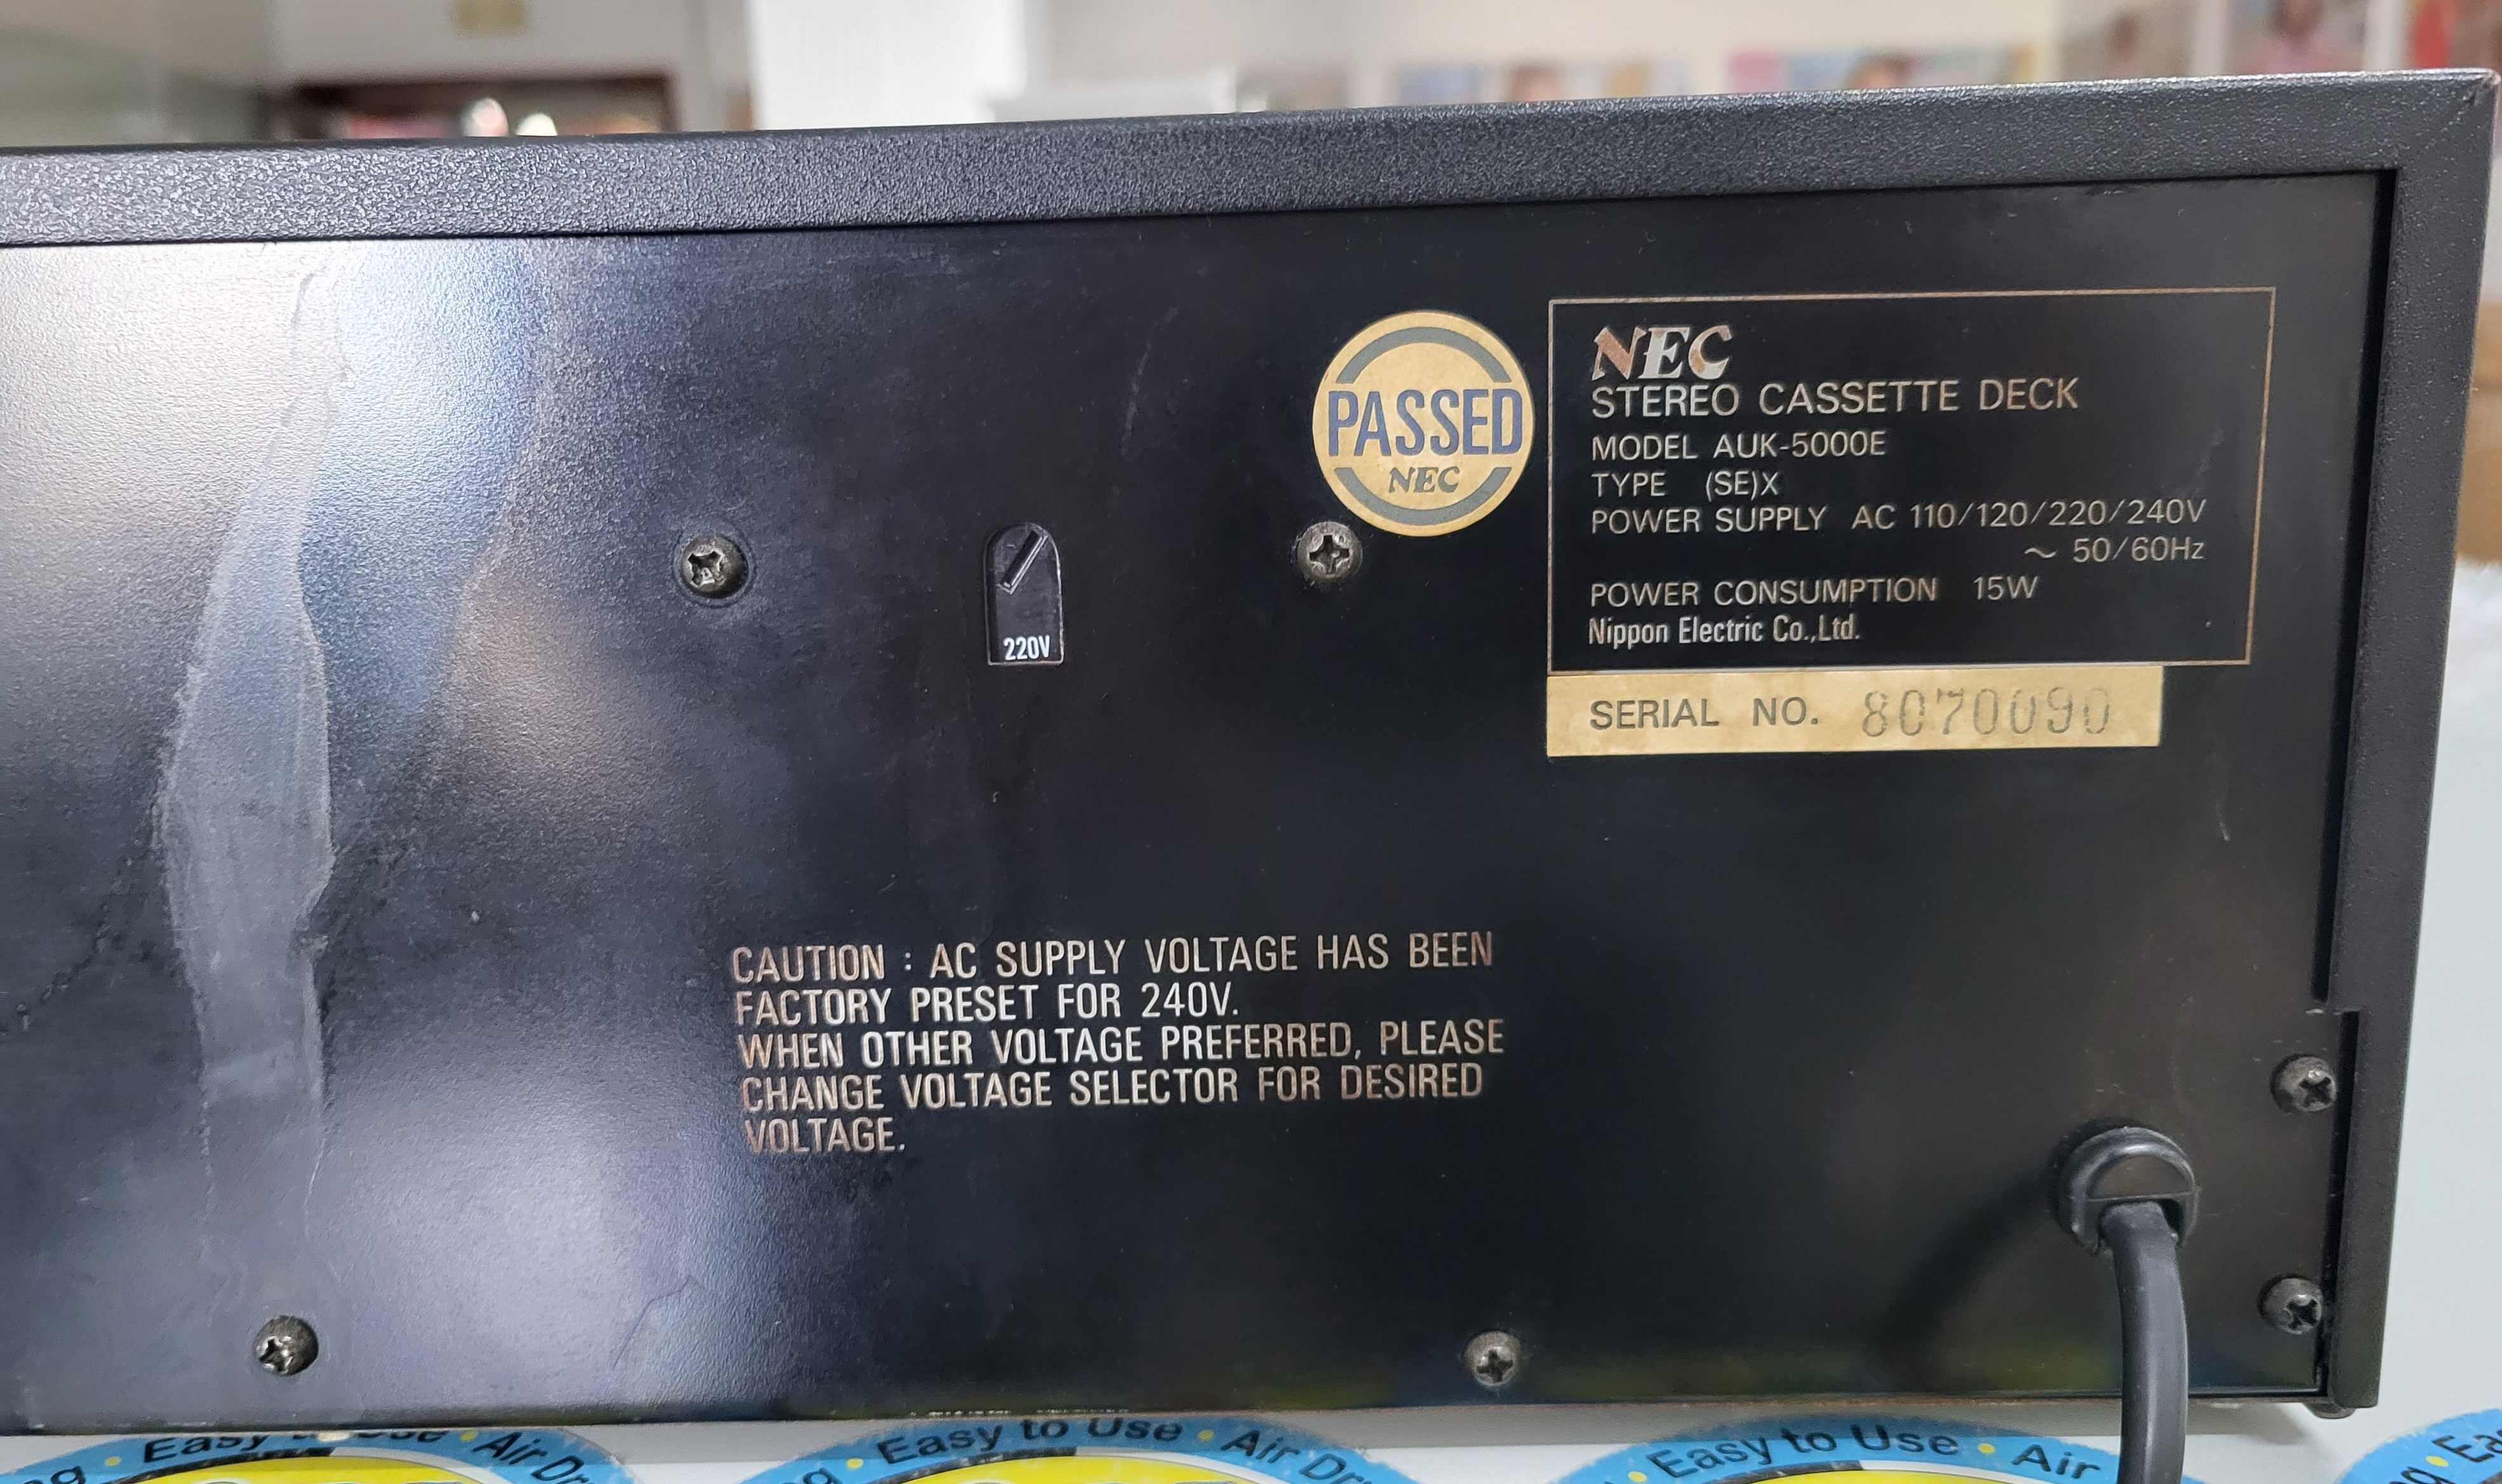 PASSED
NEC
NEC
STEREO CASSETTE DECK
MODEL AUK-5000E
TYPE (SE)X
POWER SUPPLY AC 110/120/220/240V
~ 50/60Hz
POWER CONSUMPTION 15W
Nippon Electric Co.,Ltd.
SERIAL NO. 8070090
220V
CAUTION : AC SUPPLY VOLTAGE HAS BEEN
FACTORY PRESET FOR 240V.
WHEN OTHER VOLTAGE PREFERRED, PLEASE
CHANGE VOLTAGE SELECTOR FOR DESIRED
VOLTAGE.
Easy to Use • Air
Easy to Use • Air
Easy to Use • Air